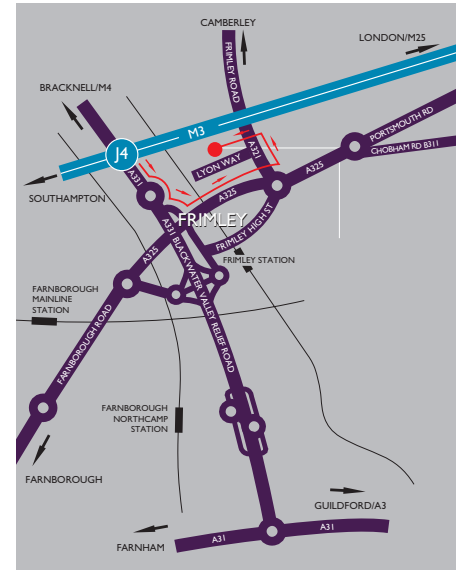 CAMBERLEY
LONDON/M25
FRIMLEY ROAD
BRACKNELL/M4
M3
PORTSMOUTH RD
CHOBHAM RD B311
J4
A321
LYON WAY
A331
A325
A325
SOUTHAMPTON
FRIMLEY
FRIMLEY HIGH ST
A331 BLACKWATER VALLEY RELIEF ROAD
A325
FRIMLEY STATION
FARNBOROUGH
MAINLINE
STATION
FARNBOROUGH ROAD
FARNBOROUGH
NORTHCAMP
STATION
FARNBOROUGH
GUILDFORD/A3
A31
A31
FARNHAM